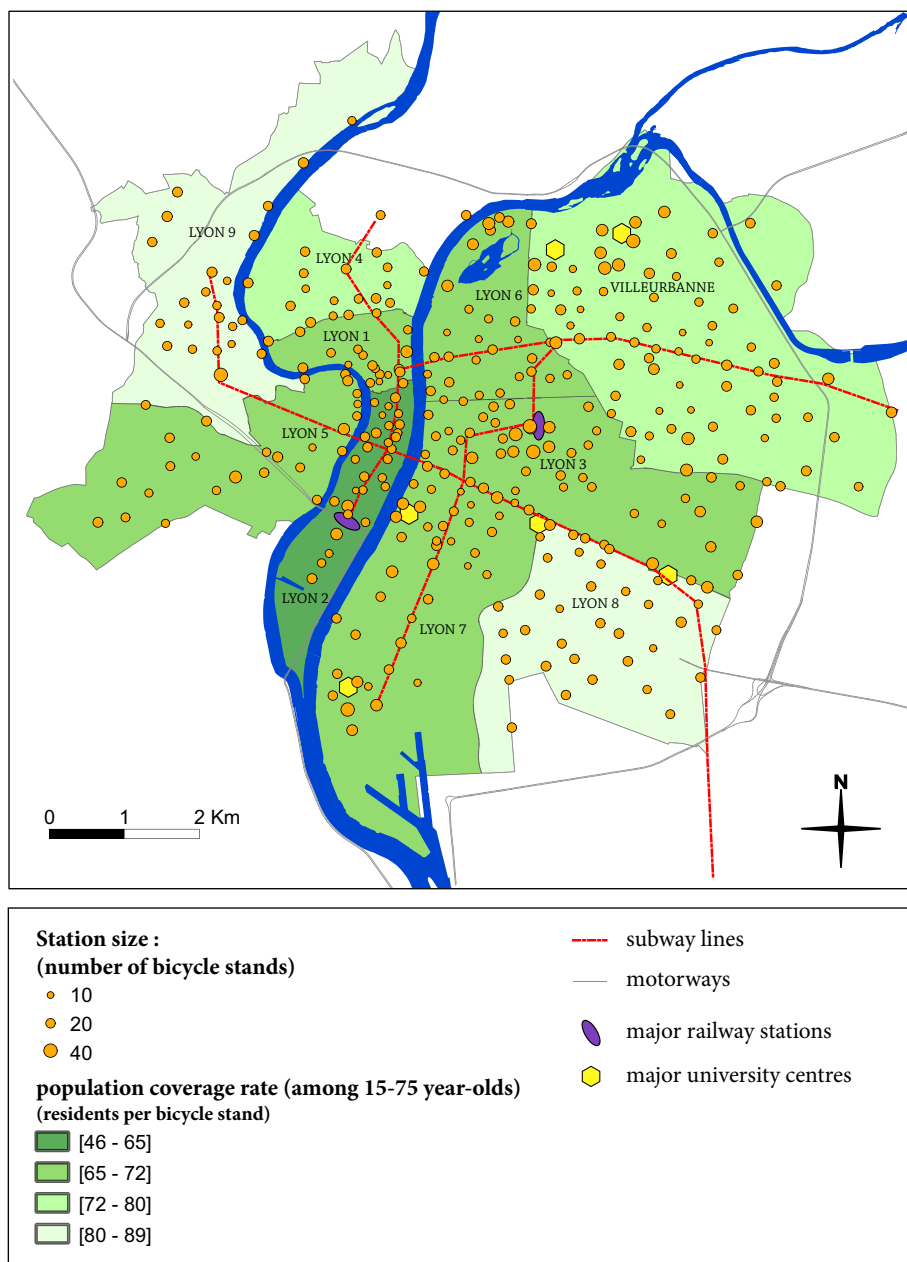 LYON 9
LYON 4
LYON 6
VILLEURBANNE
LYON 1
LYON 5
LYON 3
LYON 2
LYON 8
LYON 7
N
0 1 2 Km
Station size :
(number of bicycle stands)
10
20
40
population coverage rate (among 15-75 year-olds)
(residents per bicycle stand)
[46 - 65]
[65 - 72]
[72 - 80]
[80 - 89]
subway lines
motorways
major railway stations
major university centres